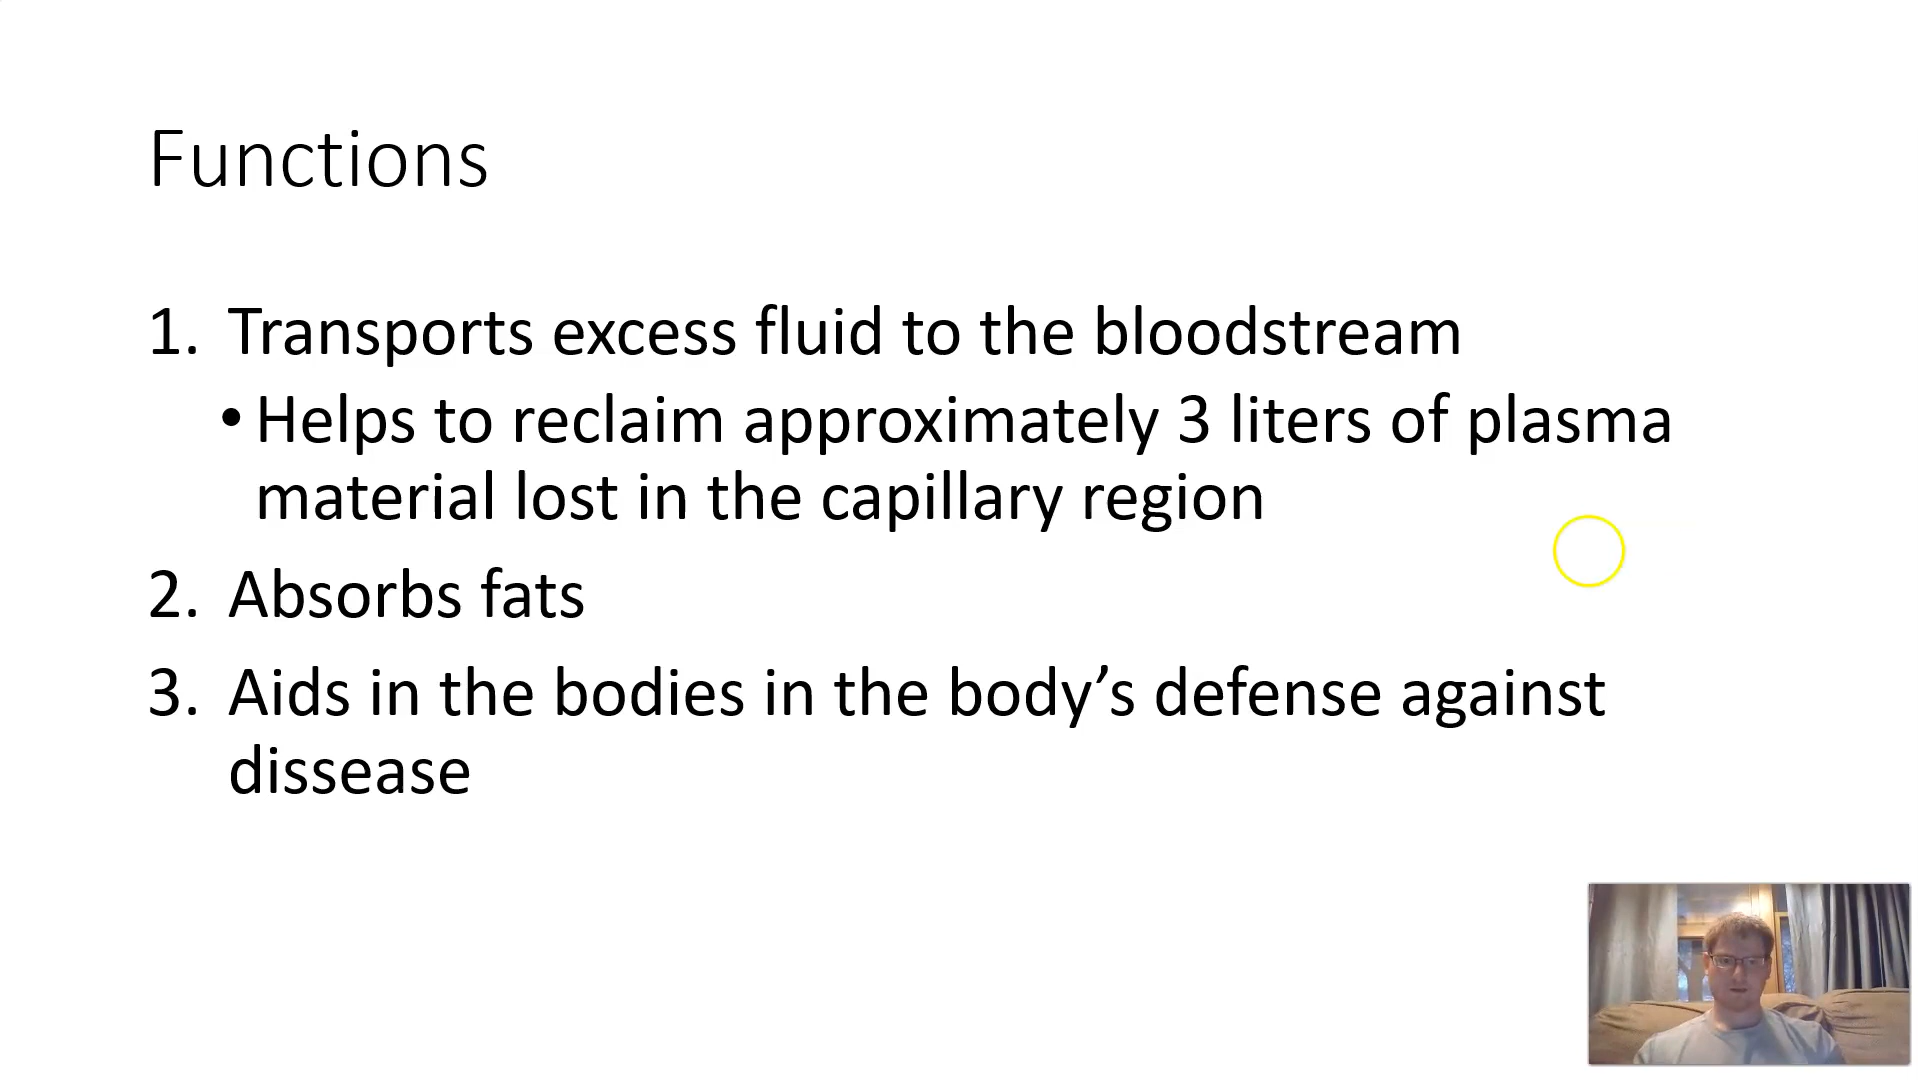 Functions
1. Transports excess fluid to the bloodstream
• Helps to reclaim approximately 3 liters of plasma
material lost in the capillary region
2. Absorbs fats
3. Aids in the bodies in the body’s defense against
dissease